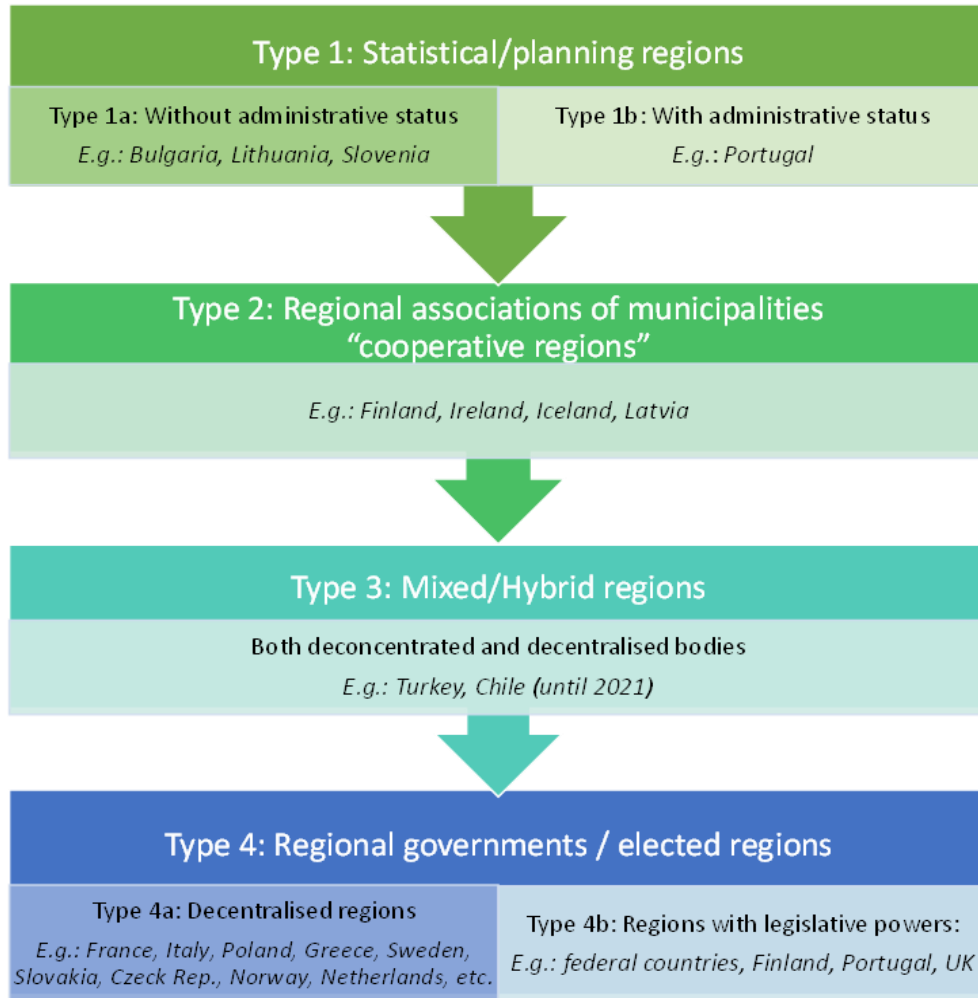 Type 1: Statistical/planning regions
Type 1a: Without administrative status
E.g.: Bulgaria, Lithuania, Slovenia
Type 1b: With administrative status
E.g.: Portugal
Type 2: Regional associations of municipalities
“cooperative regions”
E.g.: Finland, Ireland, Iceland, Latvia
Type 3: Mixed/Hybrid regions
Both deconcentrated and decentralised bodies
E.g.: Turkey, Chile (until 2021)
Type 4: Regional governments / elected regions
Type 4a: Decentralised regions
E.g.: France, Italy, Poland, Greece, Sweden,
Slovakia, Czeck Rep., Norway, Netherlands, etc.
Type 4b: Regions with legislative powers:
E.g.: federal countries, Finland, Portugal, UK